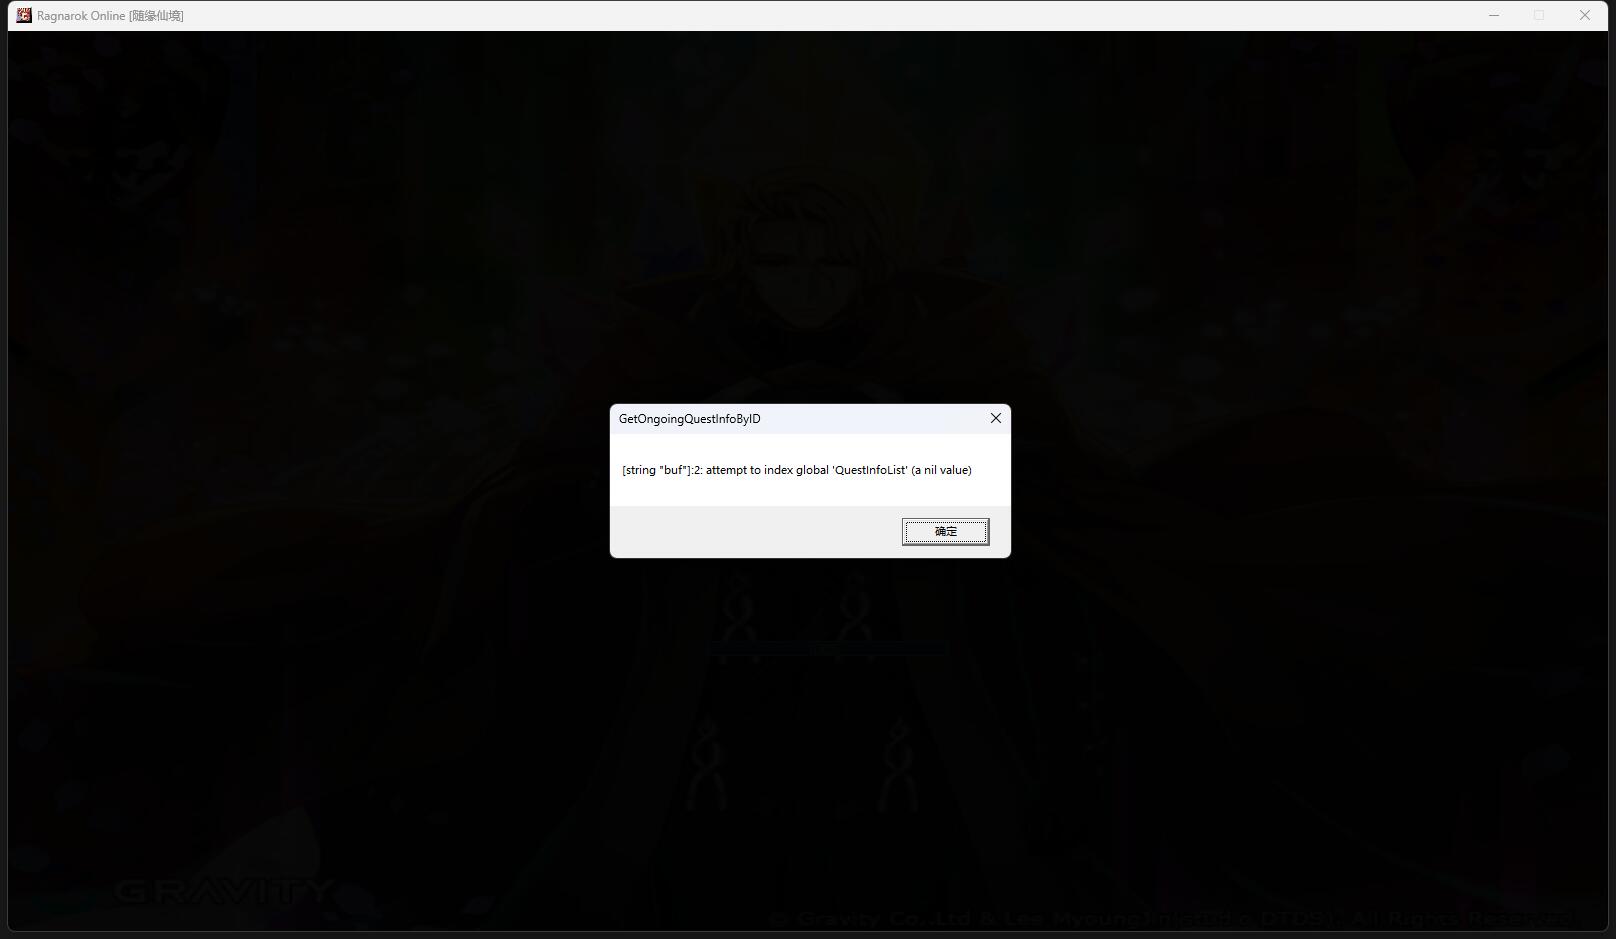 Ragnarok Online [随缘仙境]
GetOngoingQuestInfoByID
[string "buf"]:2: attempt to index global 'QuestInfoList' (a nil value)
确定
GRAVITY
© Gravity Co.,Ltd & Lee MyoungJin(studio DTDS). All Rights Reserved.